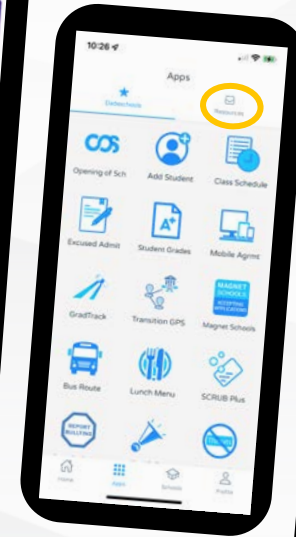 10:26
Apps
Dadeschools
Resources
COS
Opening of Sch
Add Student
Class Schedule
Excused Admit
A+
Student Grades
Mobile Agrmt
GradTrack
Transition GPS
MAGNET SCHOOLS
ACCEPTING APPLICATIONS
Magnet Schools
Bus Route
Lunch Menu
SCRUB Plus
REPORT BULLYING
Home
Apps
Schools
Profile